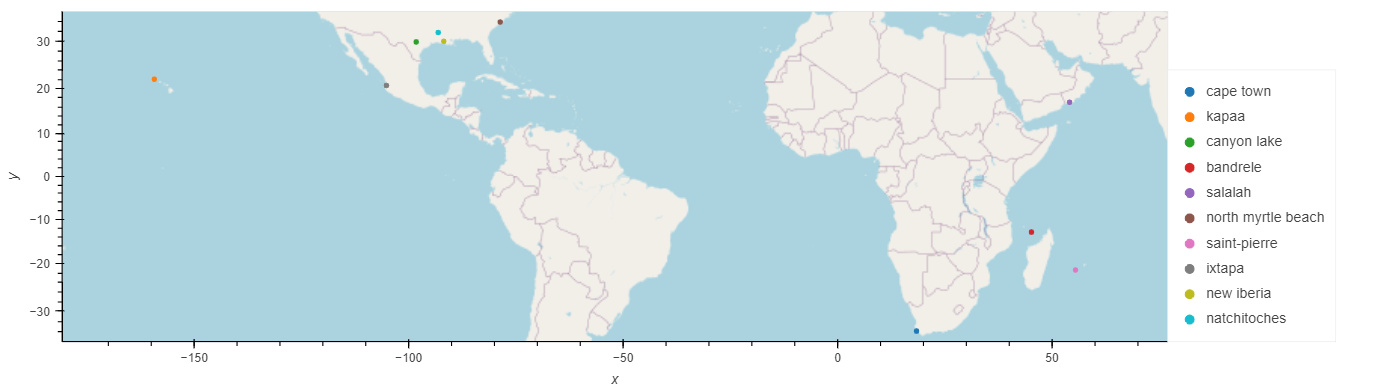 30
20
10
0
−10
−20
−30
y
−150
−100
−50
0
50
x
cape town
kapaa
canyon lake
bandrele
salalah
north myrtle beach
saint-pierre
ixtapa
new iberia
natchitoches